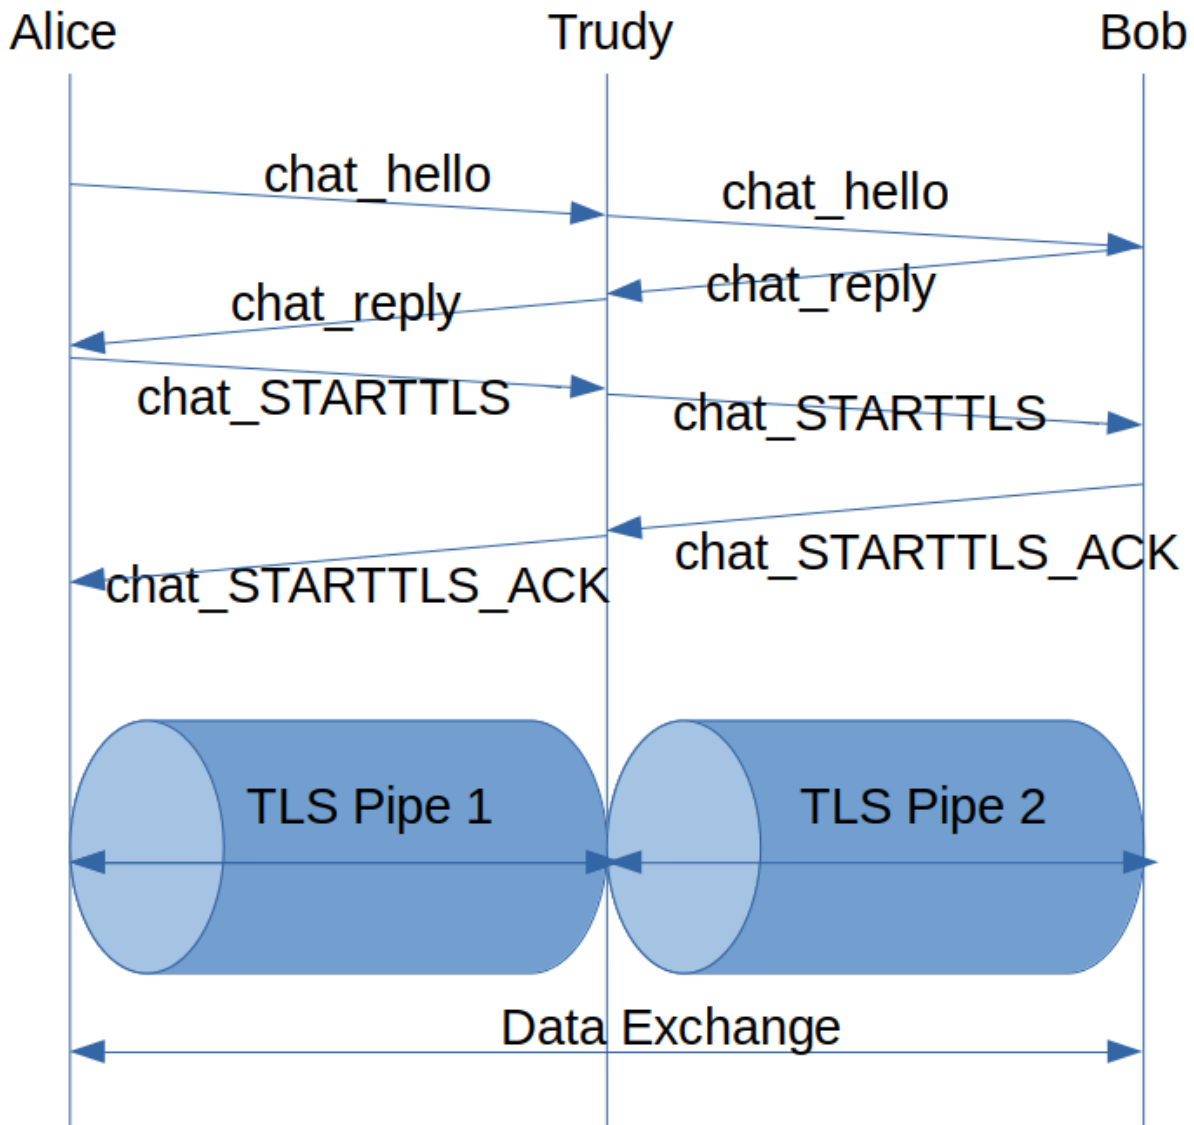 Alice
Trudy
Bob
chat_hello
chat_hello
chat_reply
chat_reply
chat_STARTTLS
chat_STARTTLS
chat_STARTTLS_ACK
chat_STARTTLS_ACK
TLS Pipe 1
TLS Pipe 2
Data Exchange